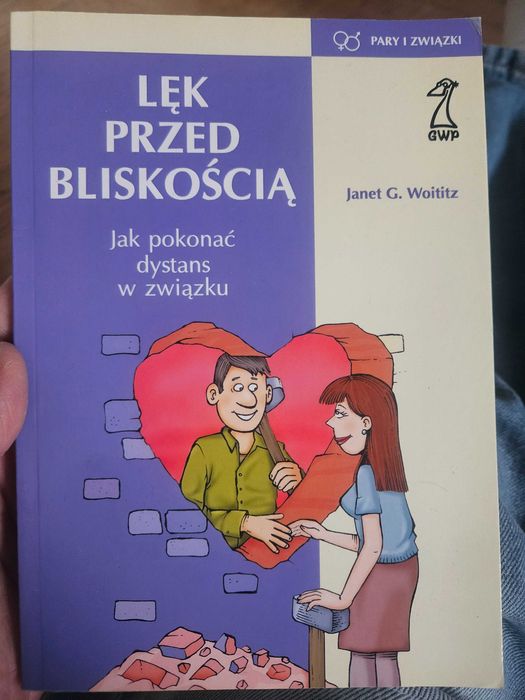 PARY I ZWIĄZKI
LĘK
PRZED
BLISKOŚCIĄ
GWP
Janet G. Woititz
Jak pokonać
dystans
w związku